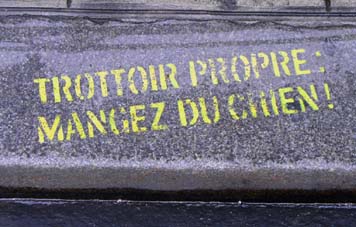 TROTTOIR PROPRE :
MANGEZ DU CHIEN !